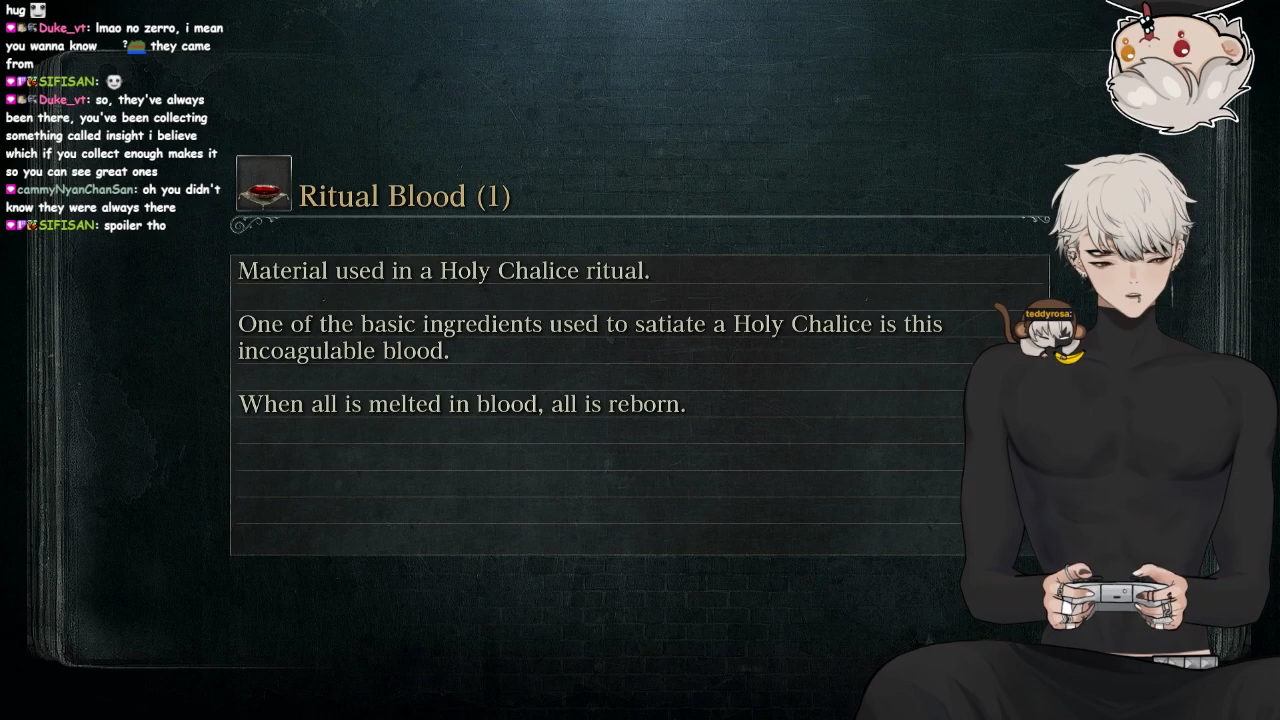 hug
Duke_vt: lmao no zerro, i mean
you wanna know ? they came
from
SIFISAN:
Duke_vt: so, they've always
been there, you've been collecting
something called insight i believe
which if you collect enough makes it
so you can see great ones
cammyNyanChanSan: oh you didn't
know they were always there
SIFISAN: spoiler tho
Ritual Blood (1)
Material used in a Holy Chalice ritual.
One of the basic ingredients used to satiate a Holy Chalice is this
incoagulable blood.
When all is melted in blood, all is reborn.
teddyrosa: